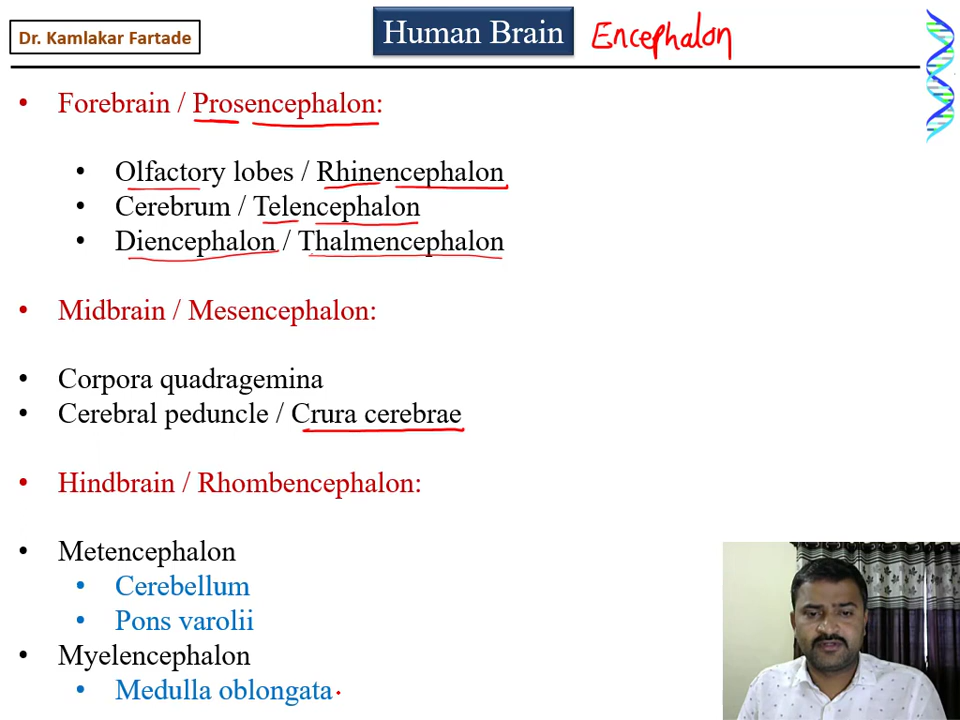 Dr. Kamlakar Fartade
Human Brain Encephalon
• Forebrain / Prosencephalon:
• Olfactory lobes / Rhinencephalon
• Cerebrum / Telencephalon
• Diencephalon / Thalmencephalon
• Midbrain / Mesencephalon:
• Corpora quadragemina
• Cerebral peduncle / Crura cerebrae
• Hindbrain / Rhombencephalon:
• Metencephalon
• Cerebellum
• Pons varolii
• Myelencephalon
• Medulla oblongata